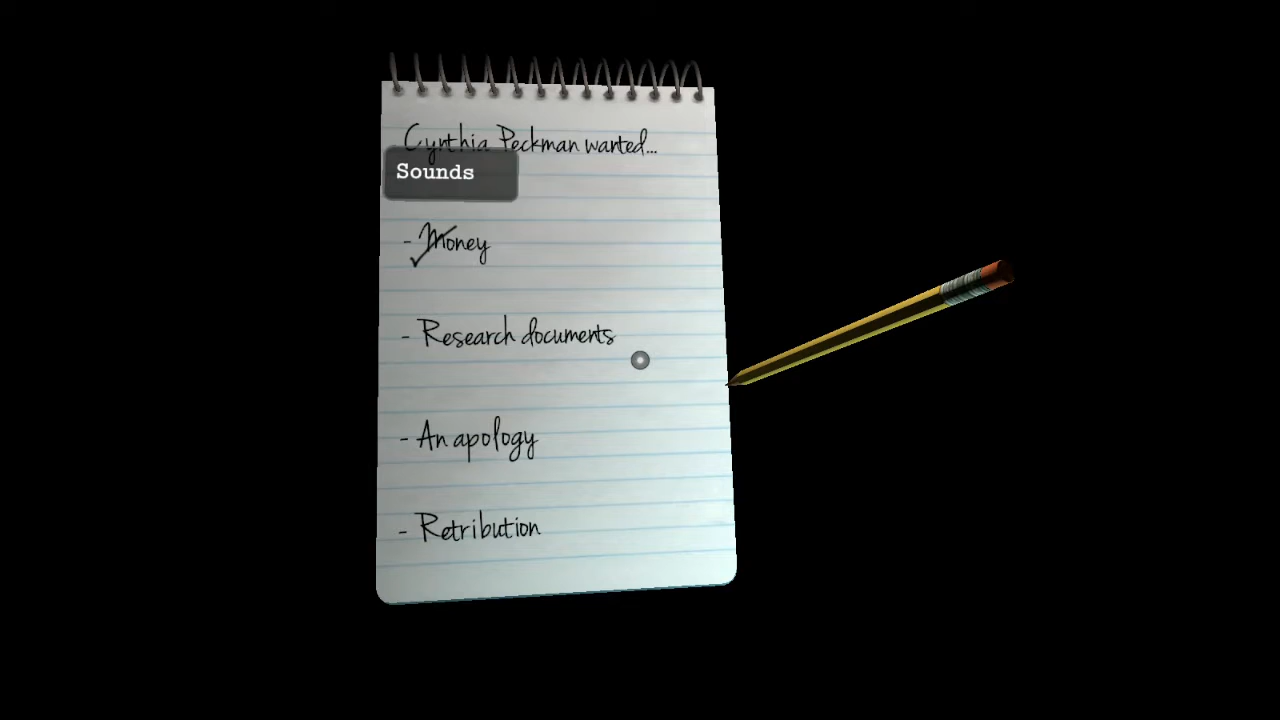 Cynthia Peckman wanted...
Sounds
- Money
- Research documents
- An apology
- Retribution